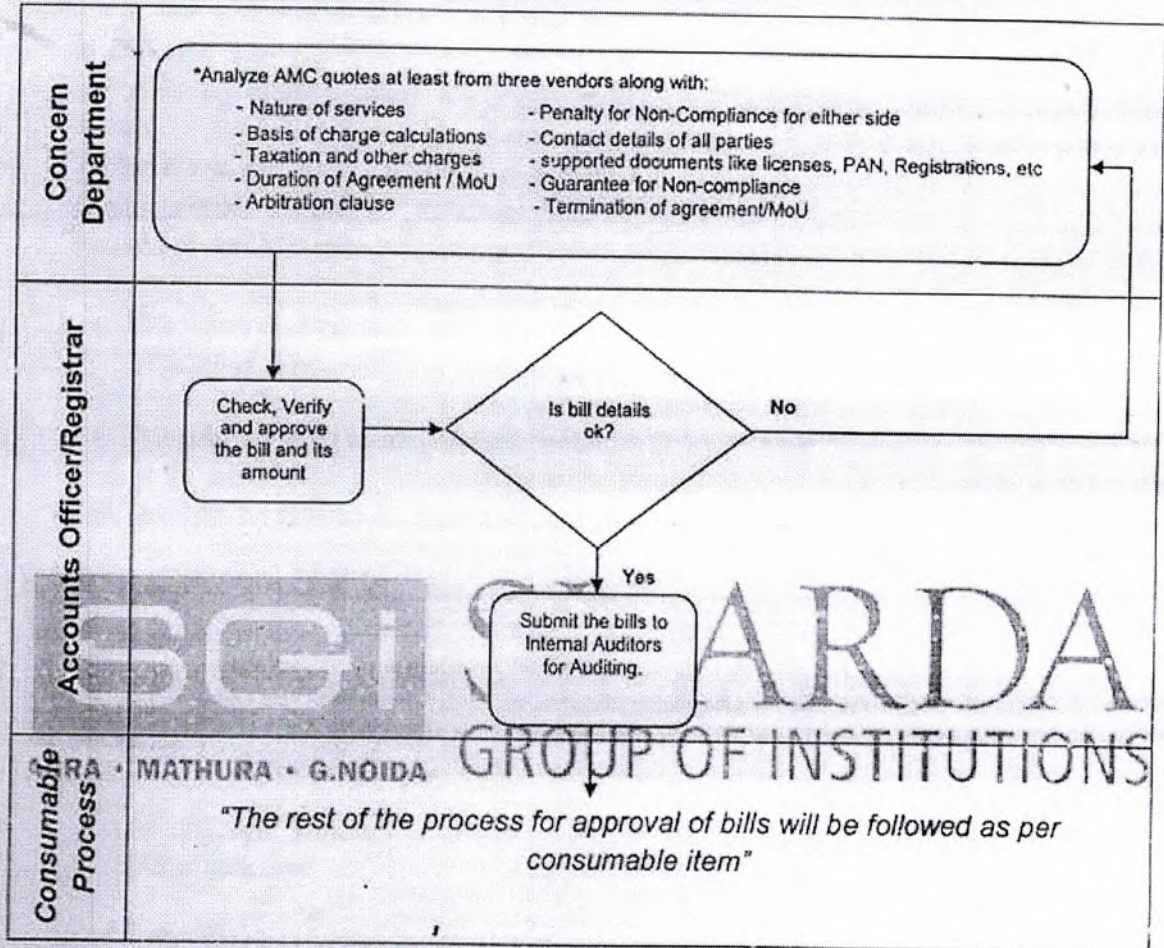 Concern
Department
*Analyze AMC quotes at least from three vendors along with:
- Nature of services
- Basis of charge calculations
- Taxation and other charges
- Duration of Agreement / MoU
- Arbitration clause
- Penalty for Non-Compliance for either side
- Contact details of all parties
- supported documents like licenses, PAN, Registrations, etc
- Guarantee for Non-compliance
- Termination of agreement/MoU
Accounts Officer/Registrar
Check, Verify
and approve
the bill and its
amount
Is bill details
ok?
No
Yes
Submit the bills to
Internal Auditors
for Auditing.
ARDA
GROUP OF INSTITUTIONS
MATHURA • G.NOIDA
Consumable
Process
"The rest of the process for approval of bills will be followed as per
consumable item"